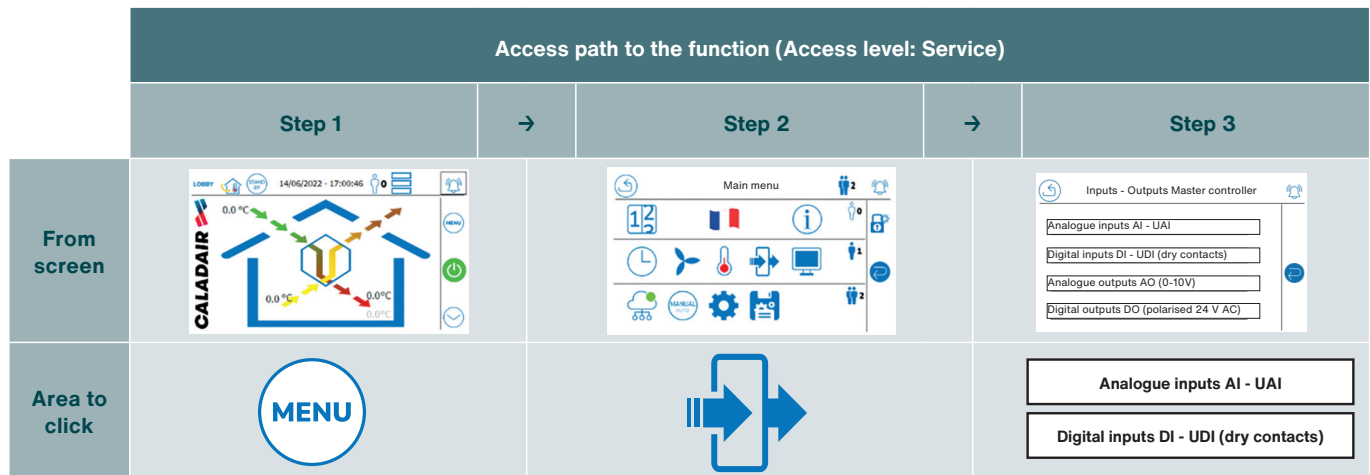 Access path to the function (Access level: Service)
Step 1 → Step 2 → Step 3
From
screen
LOBBY STAND BY 14/06/2022 - 17:00:46 0
CALADAIR
0.0 °C
0.0 °C
0.0°C
0.0°C
MENU
Main menu 2
1 2 2 i 0
1
MANUAL AUTO 2
Inputs - Outputs Master controller
Analogue inputs AI - UAI
Digital inputs DI - UDI (dry contacts)
Analogue outputs AO (0-10V)
Digital outputs DO (polarised 24 V AC)
Area to
click
MENU
Analogue inputs AI - UAI
Digital inputs DI - UDI (dry contacts)